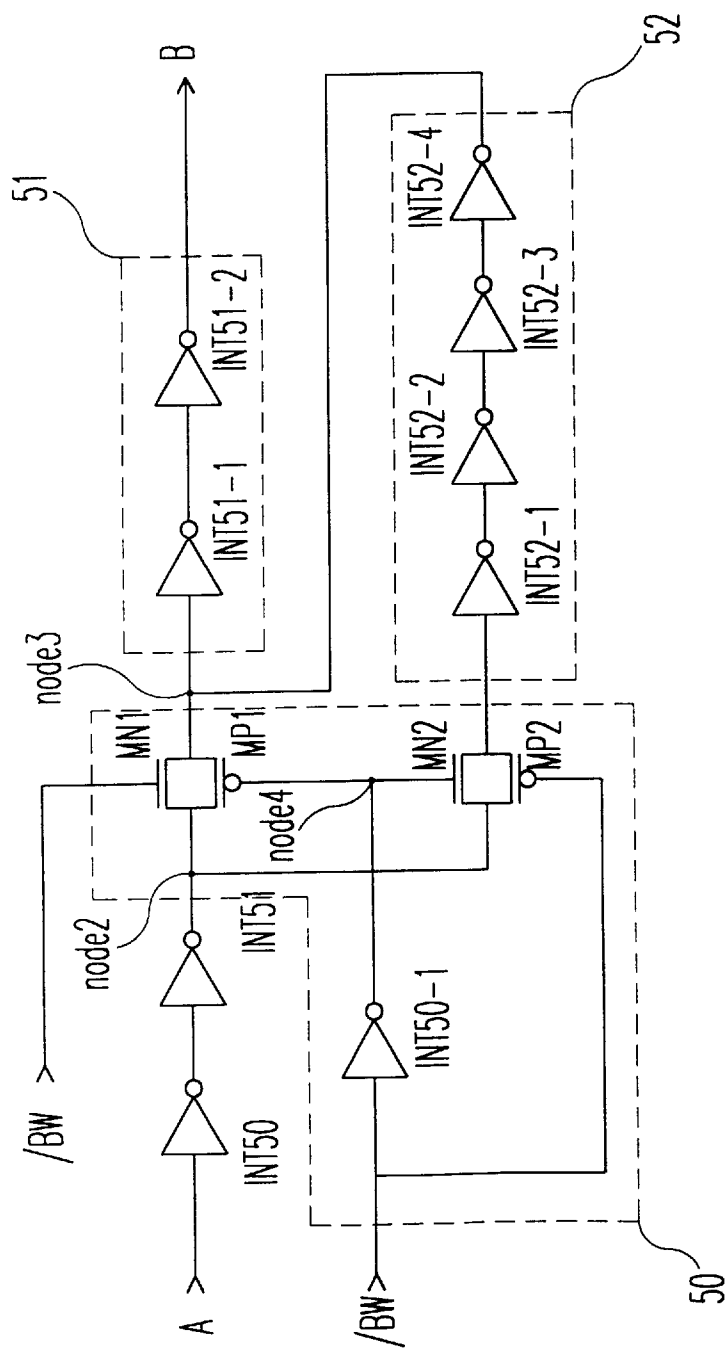 51
B
52
INT51-2
INT51-1
INT52-4
INT52-3
INT52-2
INT52-1
node3
MN1
MP1
MN2
MP2
node4
node2
INT51
INT50-1
/BW
INT50
A
/BW
50